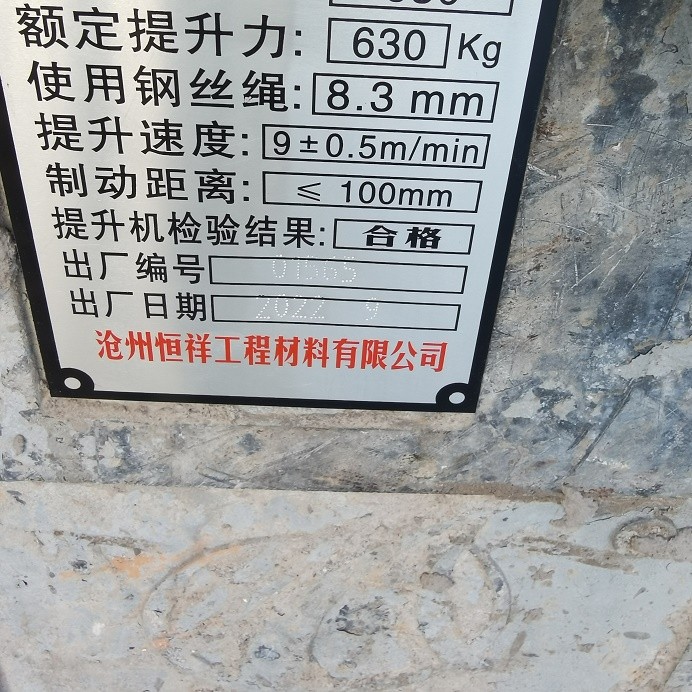 额定提升力: 630 Kg
使用钢丝绳: 8.3 mm
提升速度: 9±0.5m/min
制动距离: ≤ 100mm
提升机检验结果: 合格
出厂编号 01565
出厂日期 2022 9
沧州恒祥工程材料有限公司